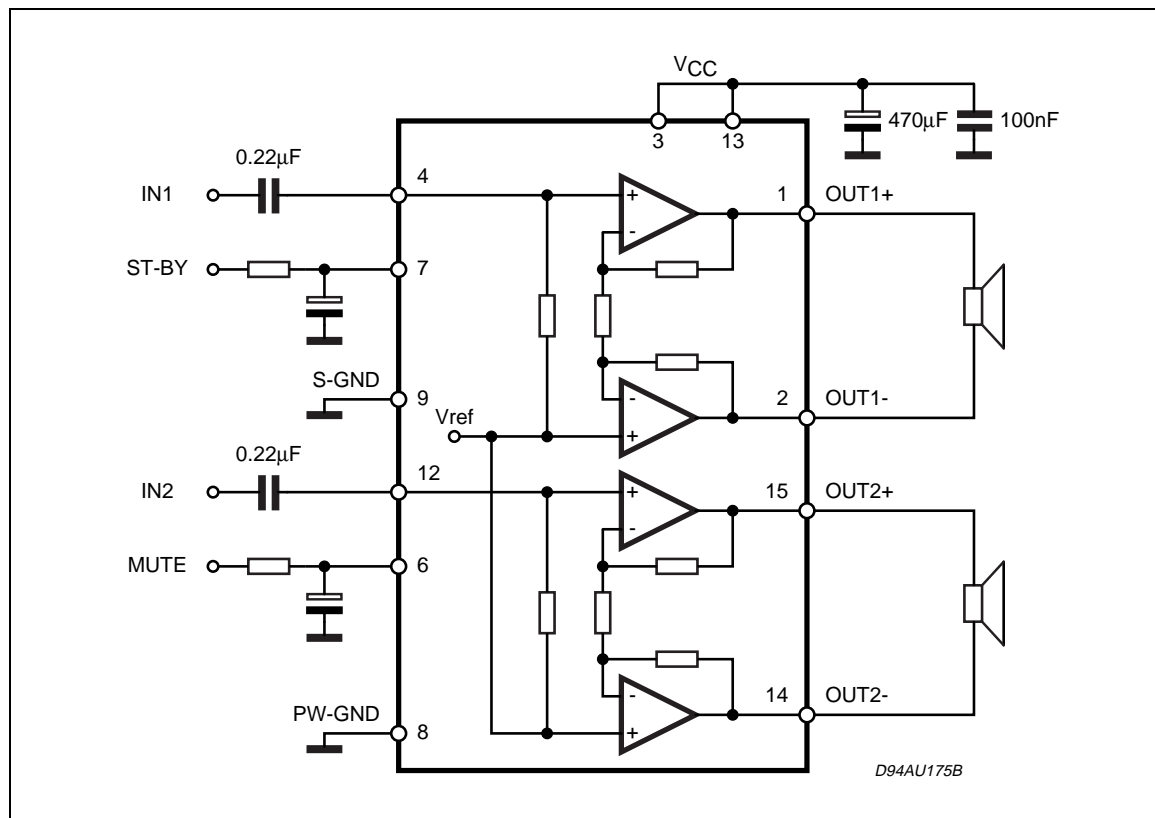 VCC
470µF
100nF
3
13
0.22µF
IN1
4
+
-
1
OUT1+
ST-BY
7
S-GND
9
Vref
-
+
2
OUT1-
0.22µF
IN2
12
+
-
15
OUT2+
MUTE
6
PW-GND
8
-
+
14
OUT2-
D94AU175B